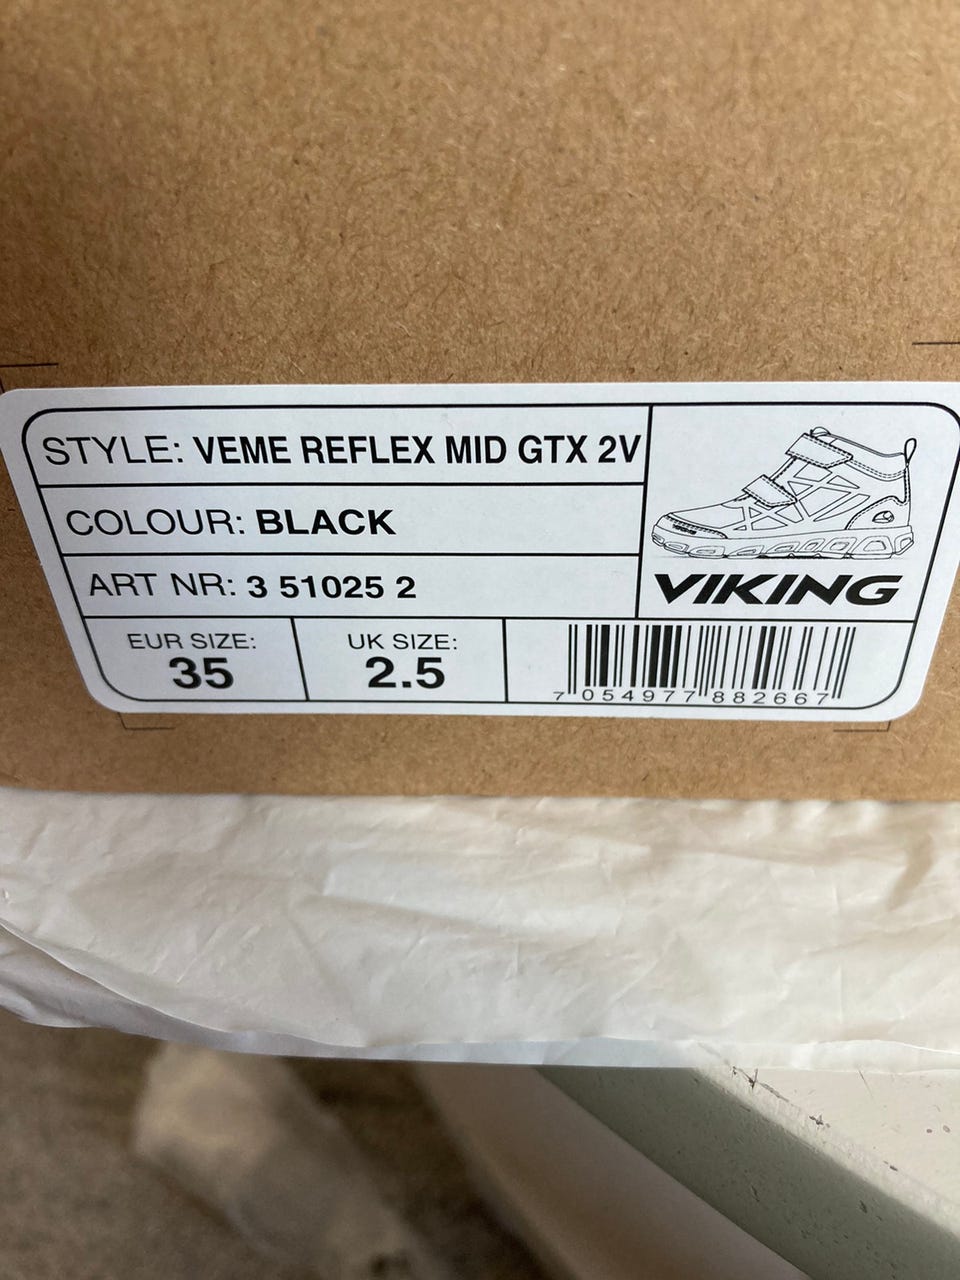 STYLE: VEME REFLEX MID GTX 2V
COLOUR: BLACK
ART NR: 3 51025 2
VIKING
EUR SIZE:
35
UK SIZE:
2.5
7 054977 882667